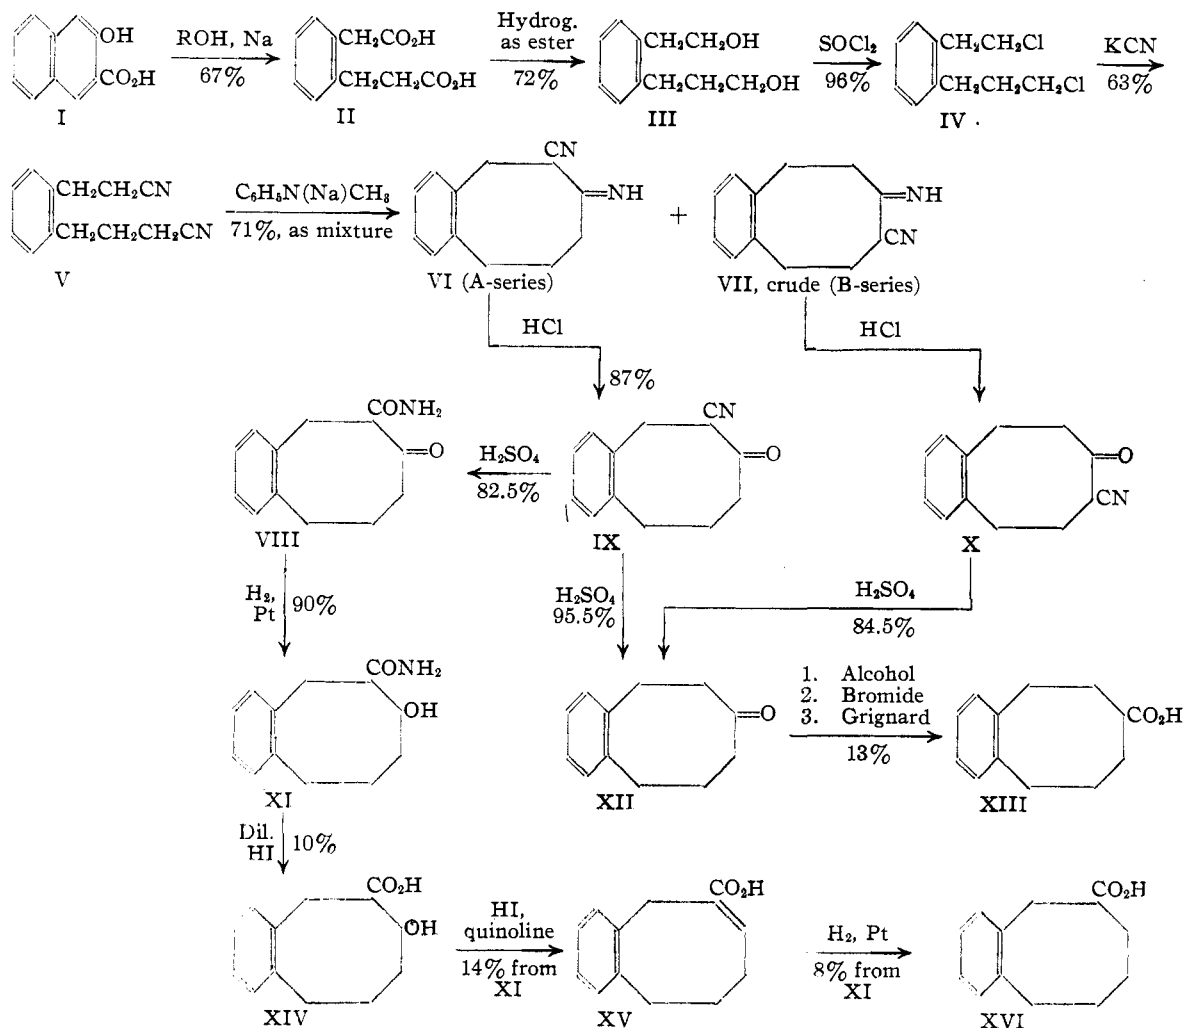 OH
CO₂H
I
ROH, Na
67%
CH₂CO₂H
CH₂CH₂CO₂H
II
Hydrog.
as ester
72%
CH₂CH₂OH
CH₂CH₂CH₂OH
III
SOCl₂
96%
CH₂CH₂Cl
CH₂CH₂CH₂Cl
IV .
KCN
63%
CH₂CH₂CN
CH₂CH₂CH₂CN
V
C₆H₅N(Na)CH₃
71%, as mixture
CN
=NH
VI (A-series)
+
=NH
CN
VII, crude (B-series)
HCl
87%
HCl
CONH₂
=O
VIII
H₂SO₄
82.5%
CN
=O
IX
=O
CN
X
H₂,
Pt
90%
H₂SO₄
95.5%
H₂SO₄
84.5%
CONH₂
OH
XI
=O
XII
1. Alcohol
2. Bromide
3. Grignard
13%
CO₂H
XIII
Dil.
HI
10%
CO₂H
OH
XIV
HI,
quinoline
14% from
XI
CO₂H
XV
H₂, Pt
8% from
XI
CO₂H
XVI